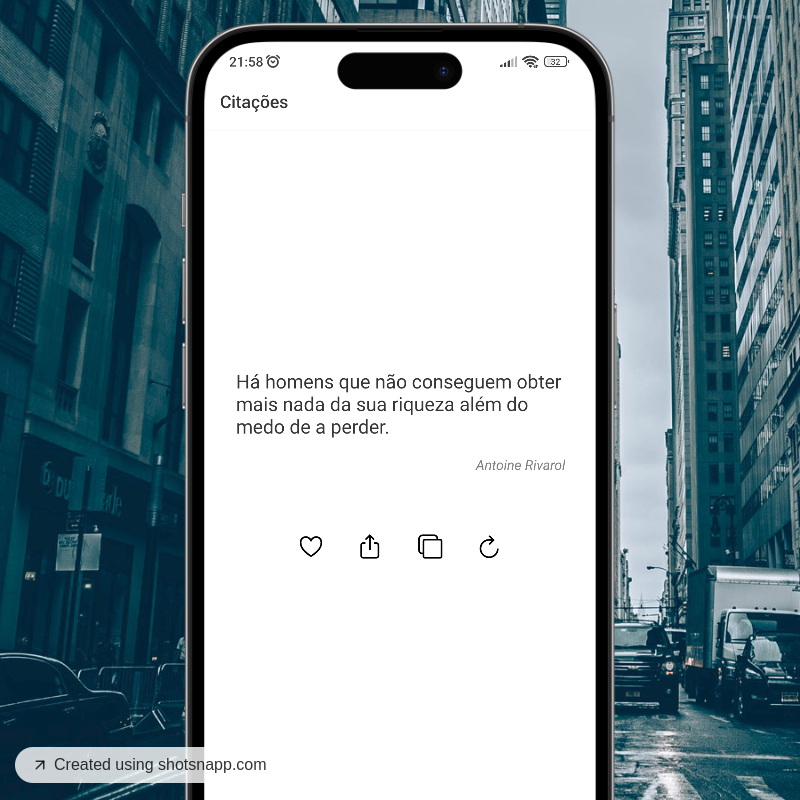 21:58
32
Citações
Há homens que não conseguem obter
mais nada da sua riqueza além do
medo de a perder.
Antoine Rivarol
Created using shotsnapp.com